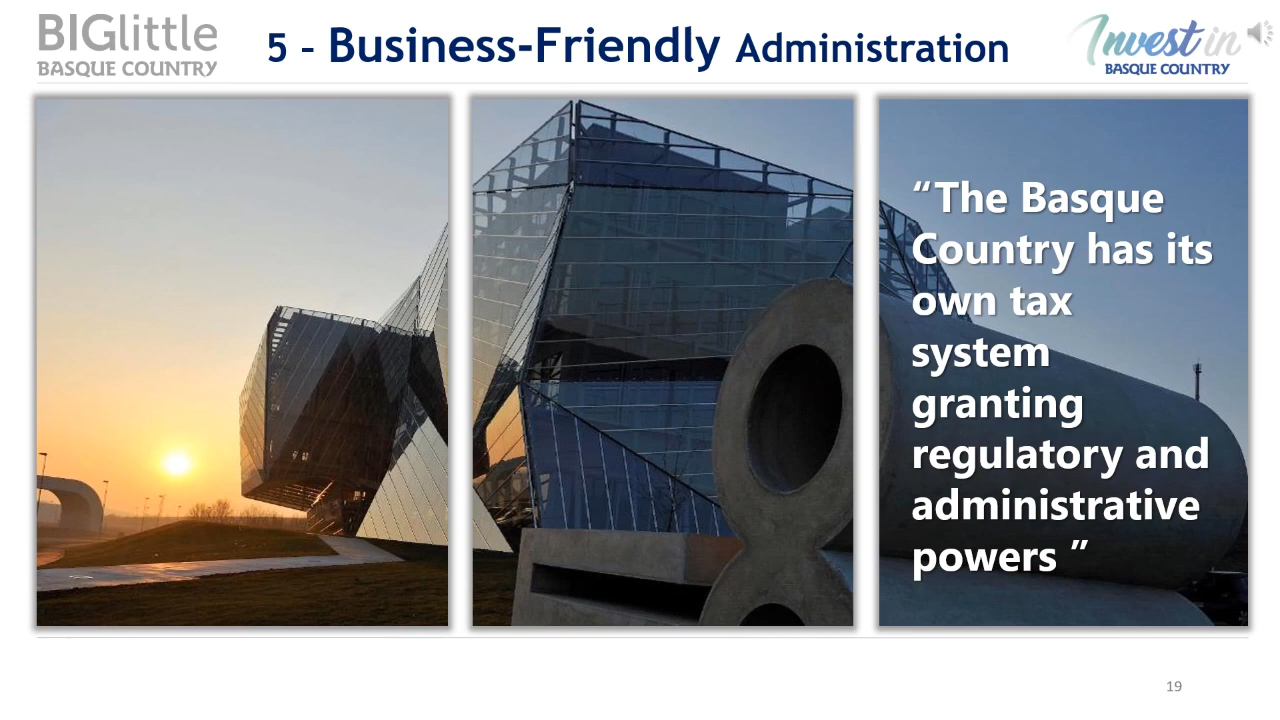 BIGlittle
BASQUE COUNTRY
5 - Business-Friendly Administration
Invest in
BASQUE COUNTRY
“The Basque
Country has its
own tax
system
granting
regulatory and
administrative
powers ”
19